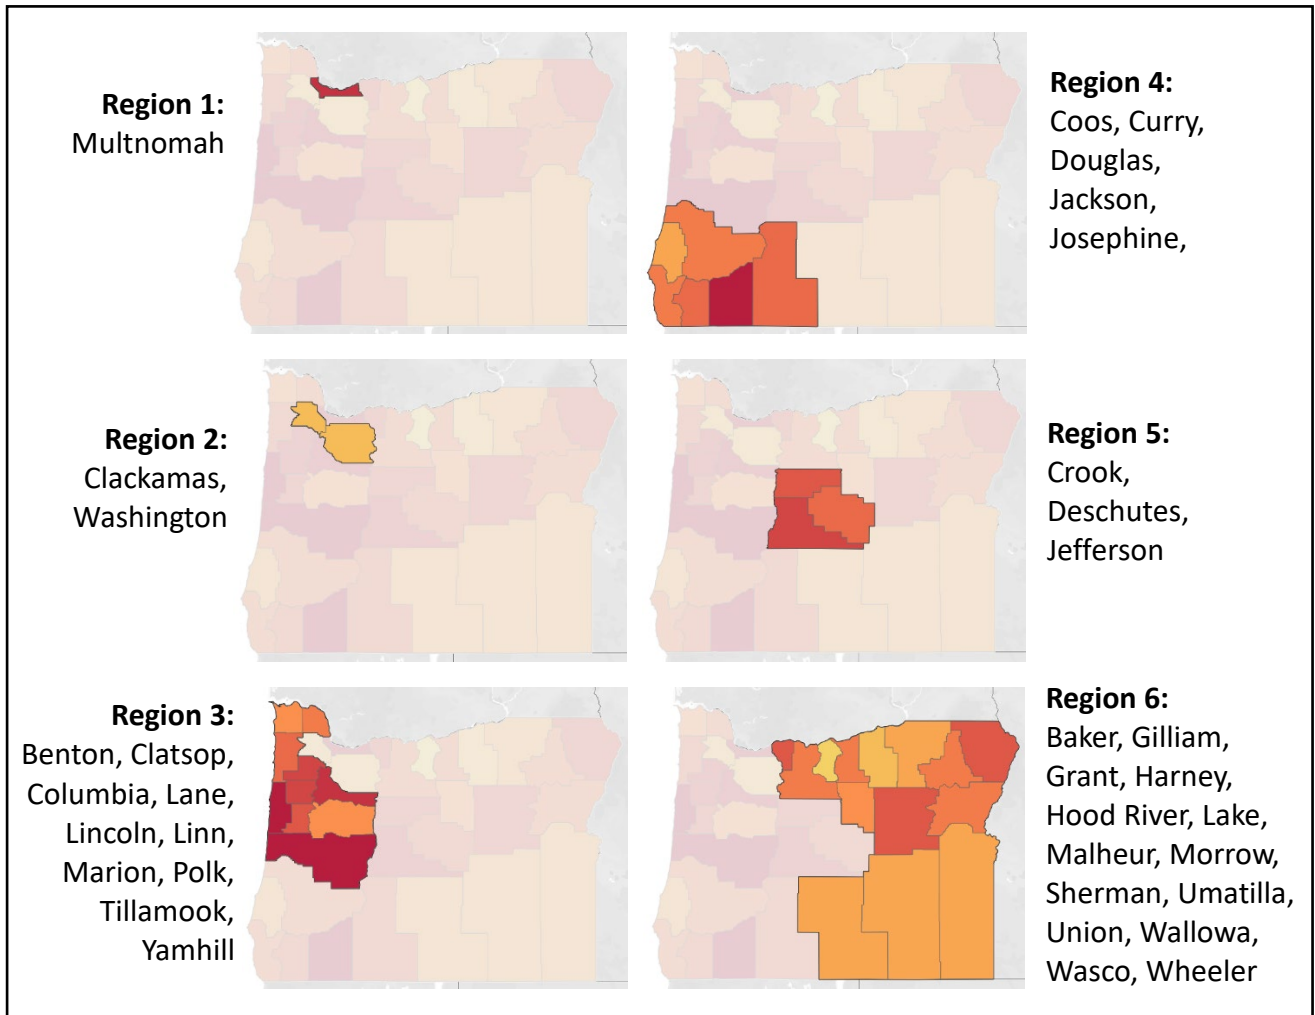 Region 1:
Multnomah
Region 4:
Coos, Curry,
Douglas,
Jackson,
Josephine,
Region 2:
Clackamas,
Washington
Region 5:
Crook,
Deschutes,
Jefferson
Region 3:
Benton, Clatsop,
Columbia, Lane,
Lincoln, Linn,
Marion, Polk,
Tillamook,
Yamhill
Region 6:
Baker, Gilliam,
Grant, Harney,
Hood River, Lake,
Malheur, Morrow,
Sherman, Umatilla,
Union, Wallowa,
Wasco, Wheeler